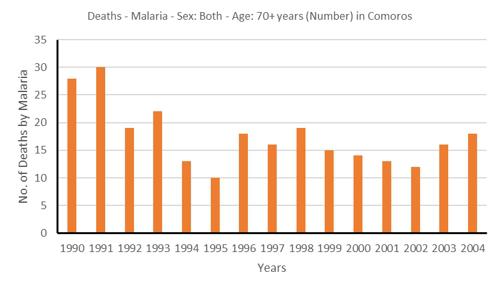 Deaths - Malaria - Sex: Both - Age: 70+ years (Number) in Comoros
35
30
25
20
15
10
5
0
No. of Deaths by Malaria
1990 1991 1992 1993 1994 1995 1996 1997 1998 1999 2000 2001 2002 2003 2004
Years